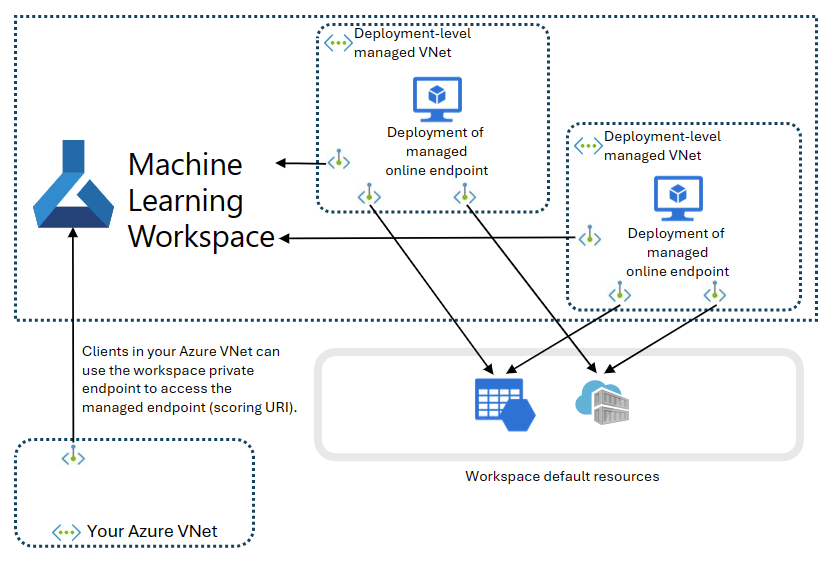 Deployment-level
managed VNet
Deployment of
managed
online endpoint
Deployment-level
managed VNet
Deployment of
managed
online endpoint
Machine
Learning
Workspace
Clients in your Azure VNet can
use the workspace private
endpoint to access the
managed endpoint (scoring URI).
Workspace default resources
Your Azure VNet